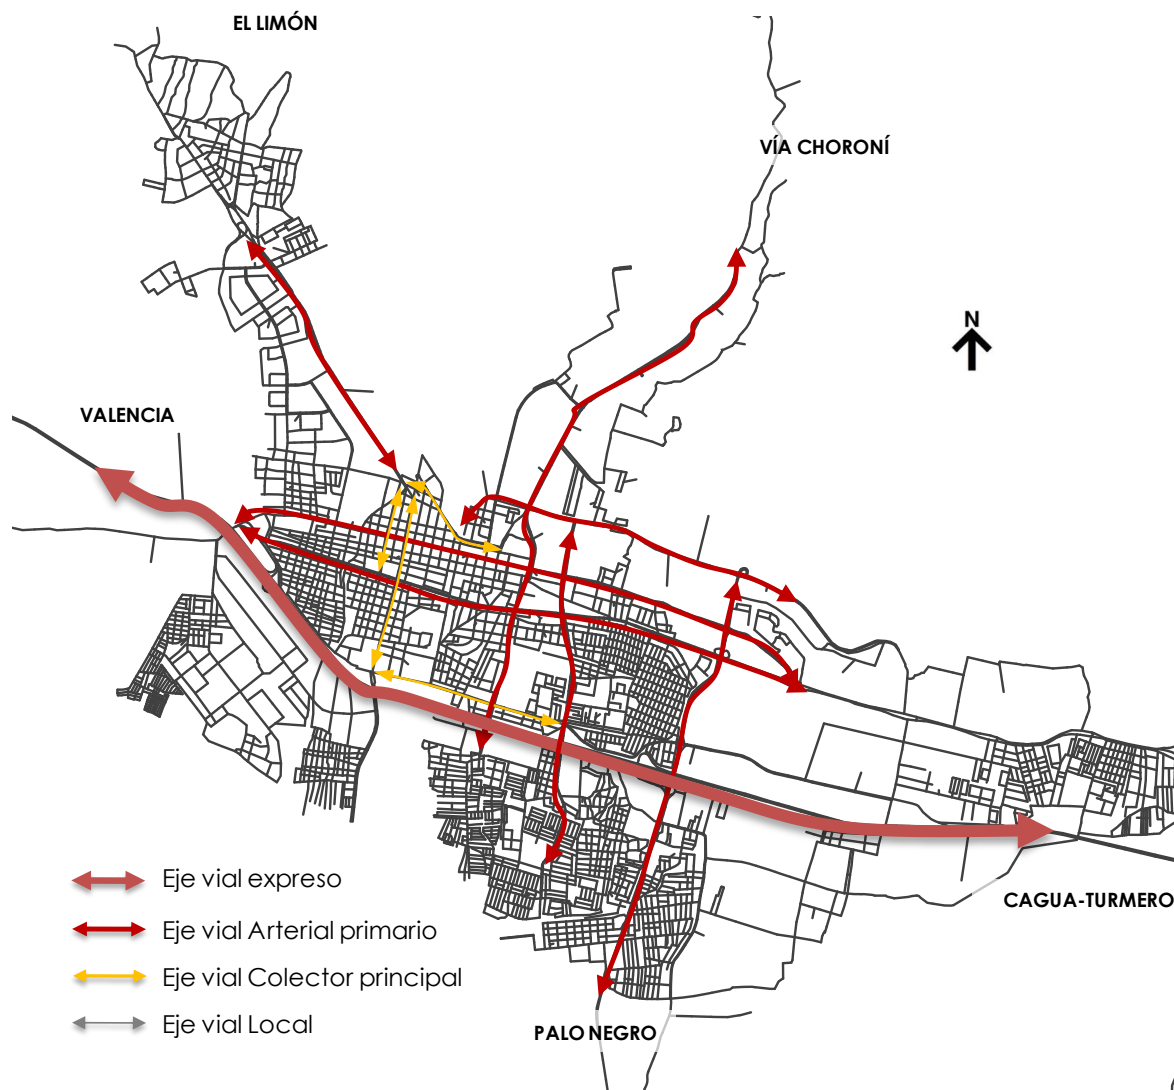 EL LIMÓN
VÍA CHORONÍ
N
VALENCIA
Eje vial expreso
CAGUA-TURMERO
Eje vial Arterial primario
Eje vial Colector principal
Eje vial Local
PALO NEGRO